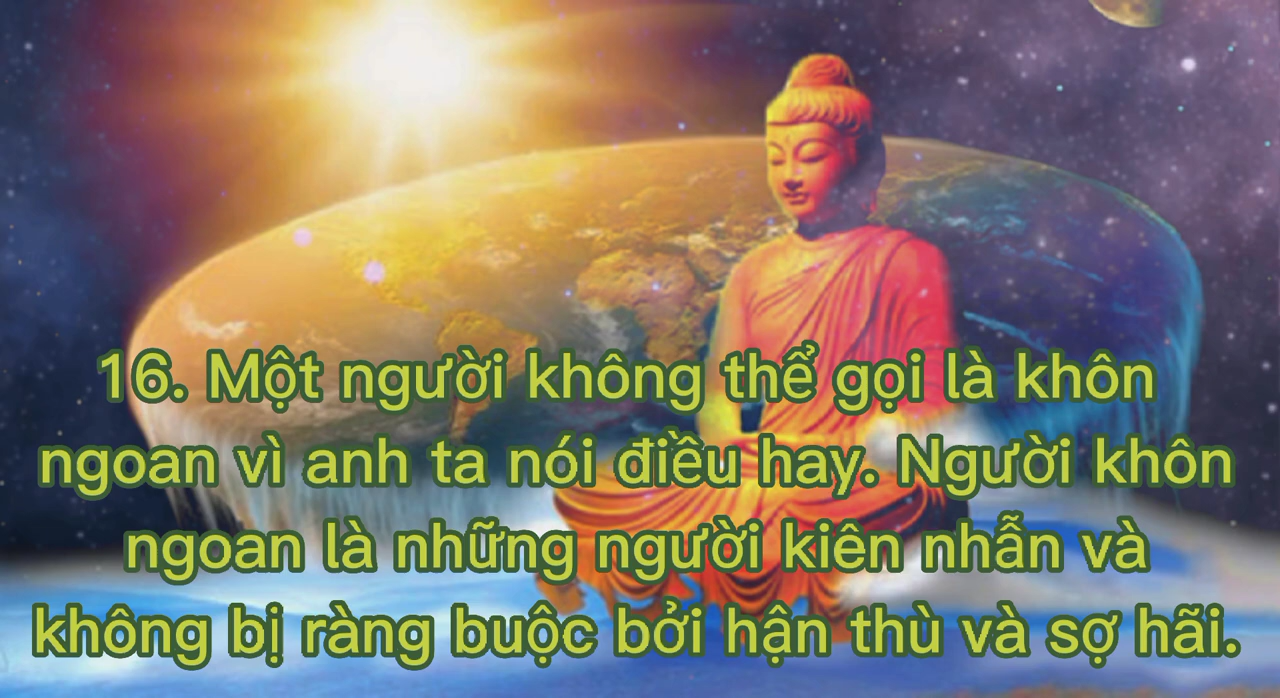 16. Một người không thể gọi là khôn
ngoan vì anh ta nói điều hay. Người khôn
ngoan là những người kiên nhẫn và
không bị ràng buộc bởi hận thù và sợ hãi.